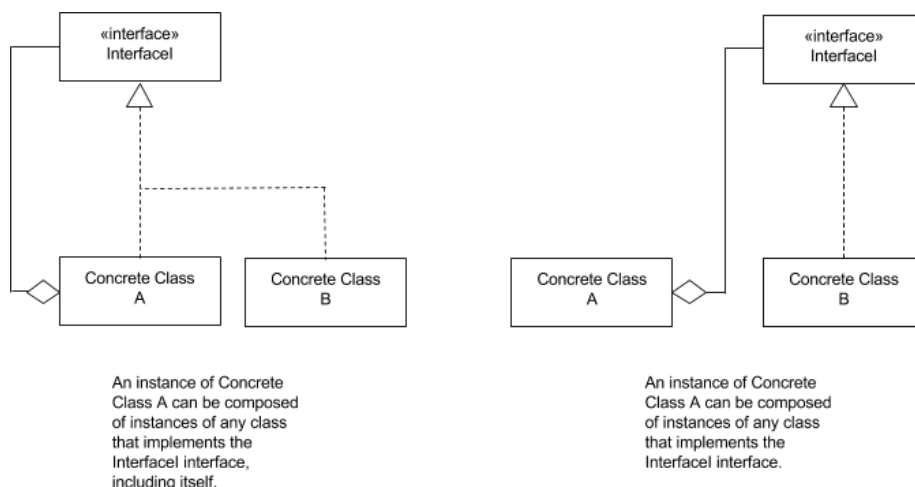 «interface»
InterfaceI
«interface»
InterfaceI
Concrete Class
A
Concrete Class
B
Concrete Class
A
Concrete Class
B
An instance of Concrete
Class A can be composed
of instances of any class
that implements the
InterfaceI interface,
including itself.
An instance of Concrete
Class A can be composed
of instances of any class
that implements the
InterfaceI interface.